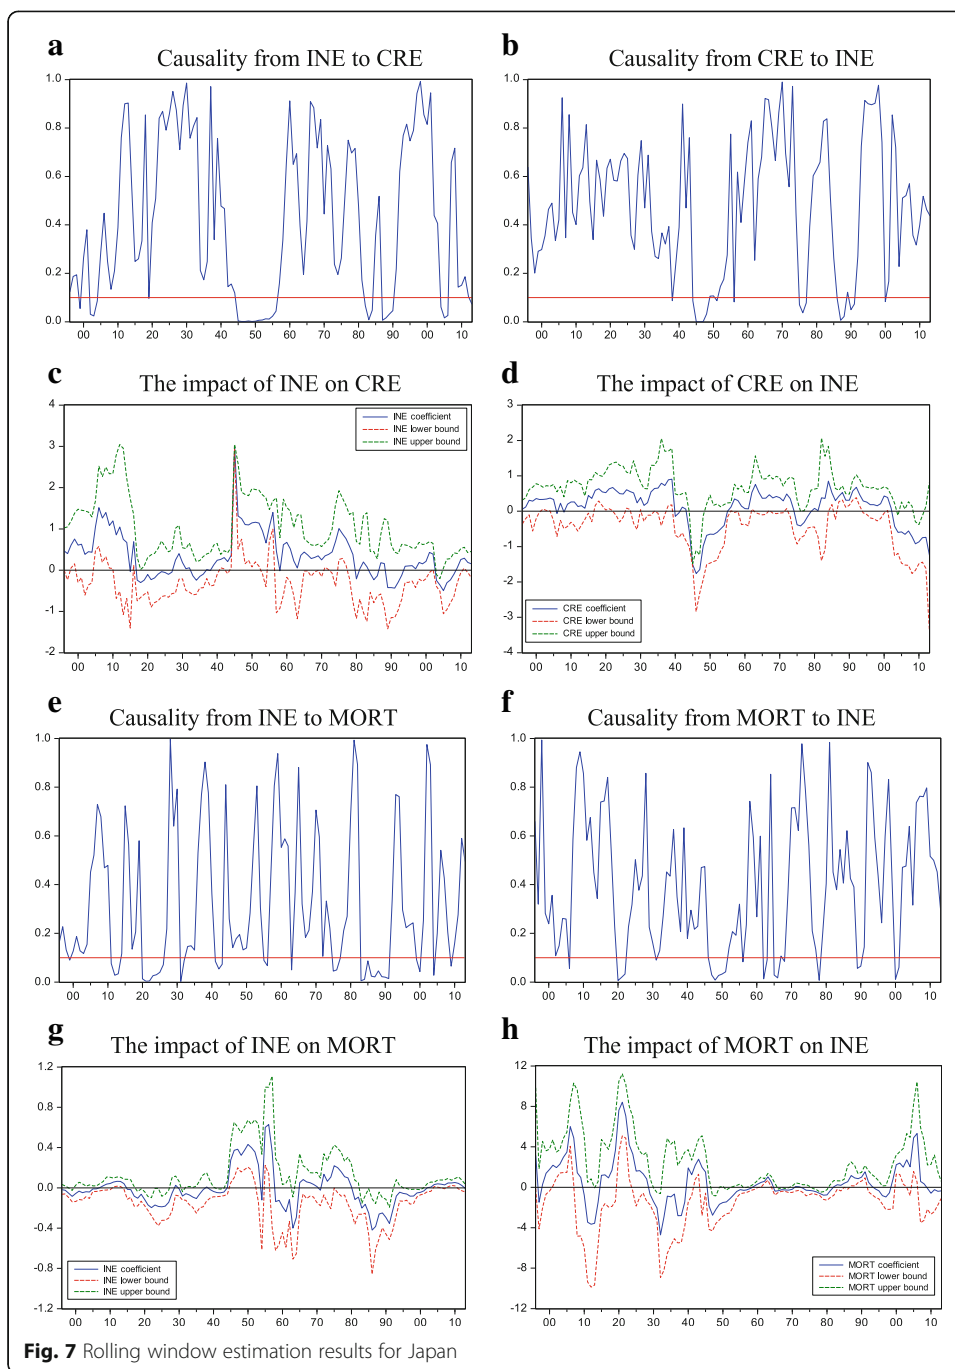 a
Causality from INE to CRE
1.0
0.8
0.6
0.4
0.2
0.0
00 10 20 30 40 50 60 70 80 90 00 10
b
Causality from CRE to INE
1.0
0.8
0.6
0.4
0.2
0.0
00 10 20 30 40 50 60 70 80 90 00 10
c
The impact of INE on CRE
4
3
2
1
0
-1
-2
INE coefficient
INE lower bound
INE upper bound
00 10 20 30 40 50 60 70 80 90 00 10
d
The impact of CRE on INE
3
2
1
0
-1
-2
-3
-4
CRE coefficient
CRE lower bound
CRE upper bound
00 10 20 30 40 50 60 70 80 90 00 10
e
Causality from INE to MORT
1.0
0.8
0.6
0.4
0.2
0.0
00 10 20 30 40 50 60 70 80 90 00 10
f
Causality from MORT to INE
1.0
0.8
0.6
0.4
0.2
0.0
00 10 20 30 40 50 60 70 80 90 00 10
g
The impact of INE on MORT
1.2
0.8
0.4
0.0
-0.4
-0.8
-1.2
INE coefficient
INE lower bound
INE upper bound
00 10 20 30 40 50 60 70 80 90 00 10
h
The impact of MORT on INE
12
8
4
0
-4
-8
-12
MORT coefficient
MORT lower bound
MORT upper bound
00 10 20 30 40 50 60 70 80 90 00 10
Fig. 7 Rolling window estimation results for Japan